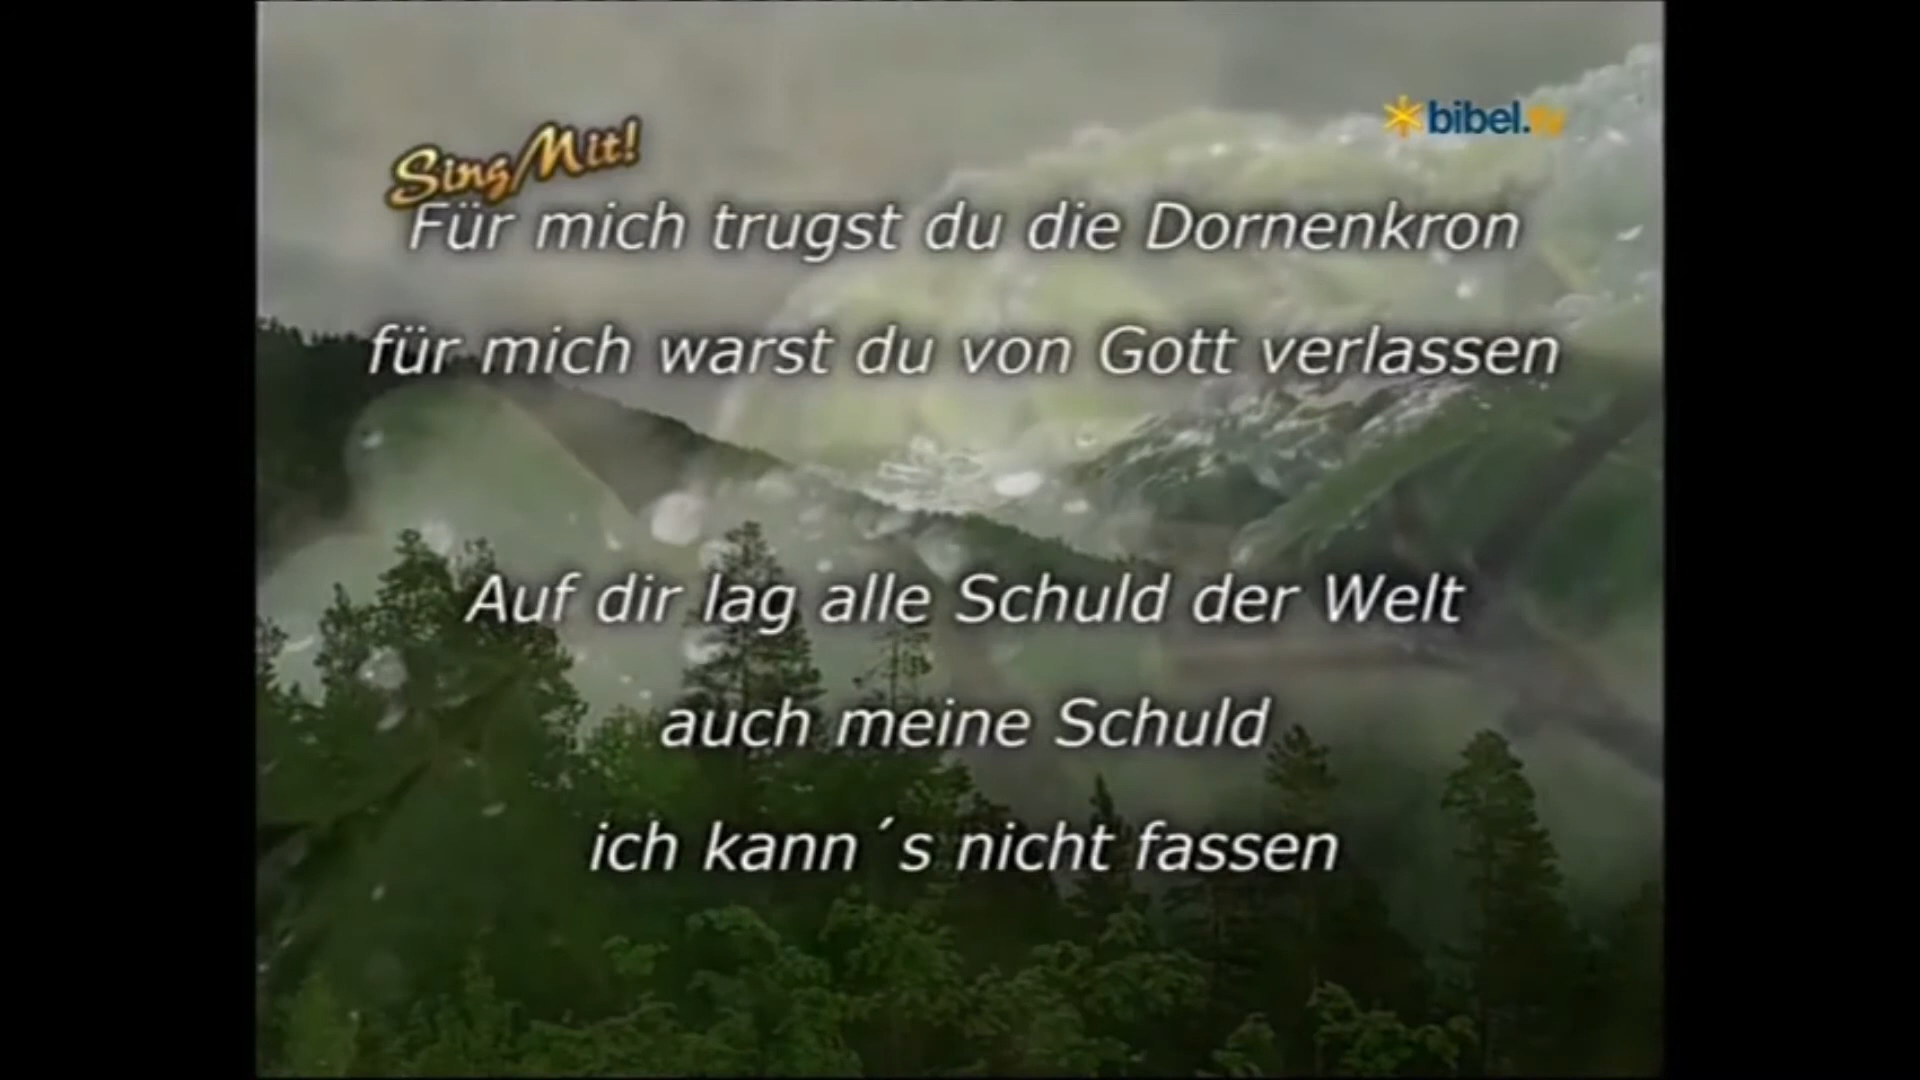 Sing Mit!
bibel.tv
Für mich trugst du die Dornenkron
für mich warst du von Gott verlassen
Auf dir lag alle Schuld der Welt
auch meine Schuld
ich kann´s nicht fassen